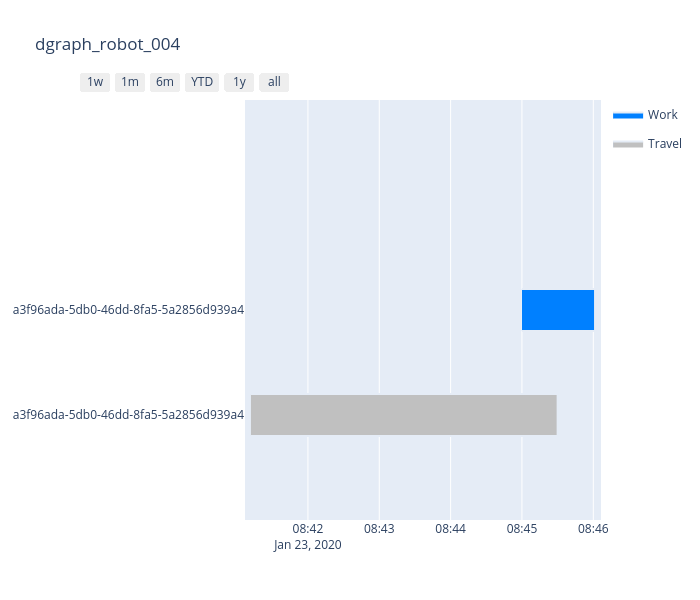 dgraph_robot_004
1w 1m 6m YTD 1y all
Work
Travel
a3f96ada-5db0-46dd-8fa5-5a2856d939a4
a3f96ada-5db0-46dd-8fa5-5a2856d939a4
08:42 08:43 08:44 08:45 08:46
Jan 23, 2020